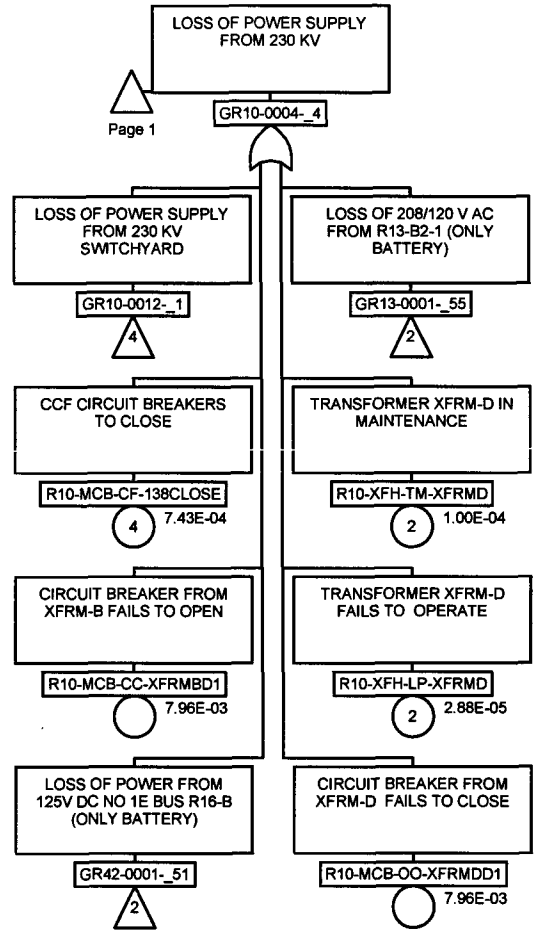 LOSS OF POWER SUPPLY
FROM 230 KV
Page 1
GR10-0004-_4
LOSS OF POWER SUPPLY
FROM 230 KV
SWITCHYARD
GR10-0012-_1
4
LOSS OF 208/120 V AC
FROM R13-B2-1 (ONLY
BATTERY)
GR13-0001-_55
2
CCF CIRCUIT BREAKERS
TO CLOSE
R10-MCB-CF-138CLOSE
4
7.43E-04
TRANSFORMER XFRM-D IN
MAINTENANCE
R10-XFH-TM-XFRMD
2
1.00E-04
CIRCUIT BREAKER FROM
XFRM-B FAILS TO OPEN
R10-MCB-CC-XFRMBD1
7.96E-03
TRANSFORMER XFRM-D
FAILS TO OPERATE
R10-XFH-LP-XFRMD
2
2.88E-05
LOSS OF POWER FROM
125V DC NO 1E BUS R16-B
(ONLY BATTERY)
GR42-0001-_51
2
CIRCUIT BREAKER FROM
XFRM-D FAILS TO CLOSE
R10-MCB-OO-XFRMDD1
7.96E-03